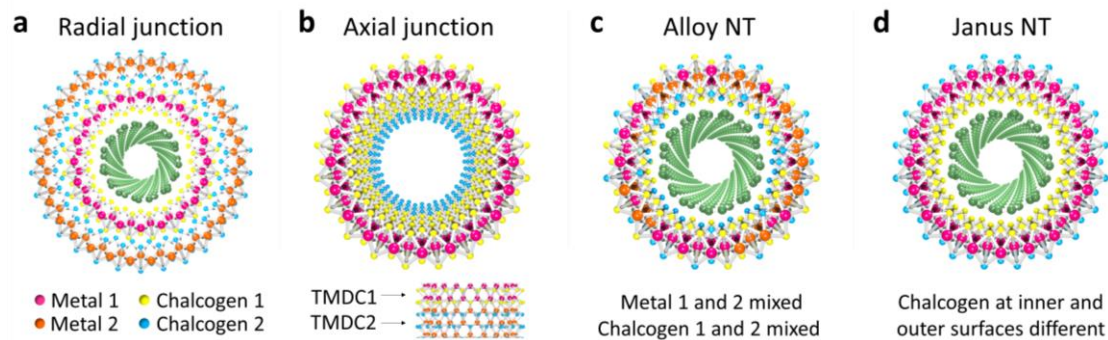 a Radial junction
b Axial junction
c Alloy NT
d Janus NT
Metal 1 Chalcogen 1
Metal 2 Chalcogen 2
TMDC1
TMDC2
Metal 1 and 2 mixed
Chalcogen 1 and 2 mixed
Chalcogen at inner and
outer surfaces different